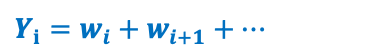 Yᵢ = wᵢ + wᵢ₊₁ + ⋯